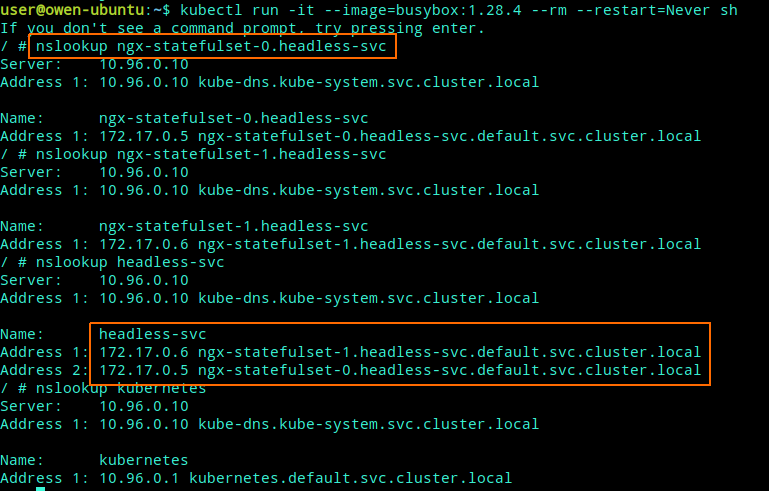 user@owen-ubuntu:~$ kubectl run -it --image=busybox:1.28.4 --rm --restart=Never sh
If you don't see a command prompt, try pressing enter.
/ # nslookup ngx-statefulset-0.headless-svc
Server:    10.96.0.10
Address 1: 10.96.0.10 kube-dns.kube-system.svc.cluster.local

Name:      ngx-statefulset-0.headless-svc
Address 1: 172.17.0.5 ngx-statefulset-0.headless-svc.default.svc.cluster.local
/ # nslookup ngx-statefulset-1.headless-svc
Server:    10.96.0.10
Address 1: 10.96.0.10 kube-dns.kube-system.svc.cluster.local

Name:      ngx-statefulset-1.headless-svc
Address 1: 172.17.0.6 ngx-statefulset-1.headless-svc.default.svc.cluster.local
/ # nslookup headless-svc
Server:    10.96.0.10
Address 1: 10.96.0.10 kube-dns.kube-system.svc.cluster.local

Name:      headless-svc
Address 1: 172.17.0.6 ngx-statefulset-1.headless-svc.default.svc.cluster.local
Address 2: 172.17.0.5 ngx-statefulset-0.headless-svc.default.svc.cluster.local
/ # nslookup kubernetes
Server:    10.96.0.10
Address 1: 10.96.0.10 kube-dns.kube-system.svc.cluster.local

Name:      kubernetes
Address 1: 10.96.0.1 kubernetes.default.svc.cluster.local